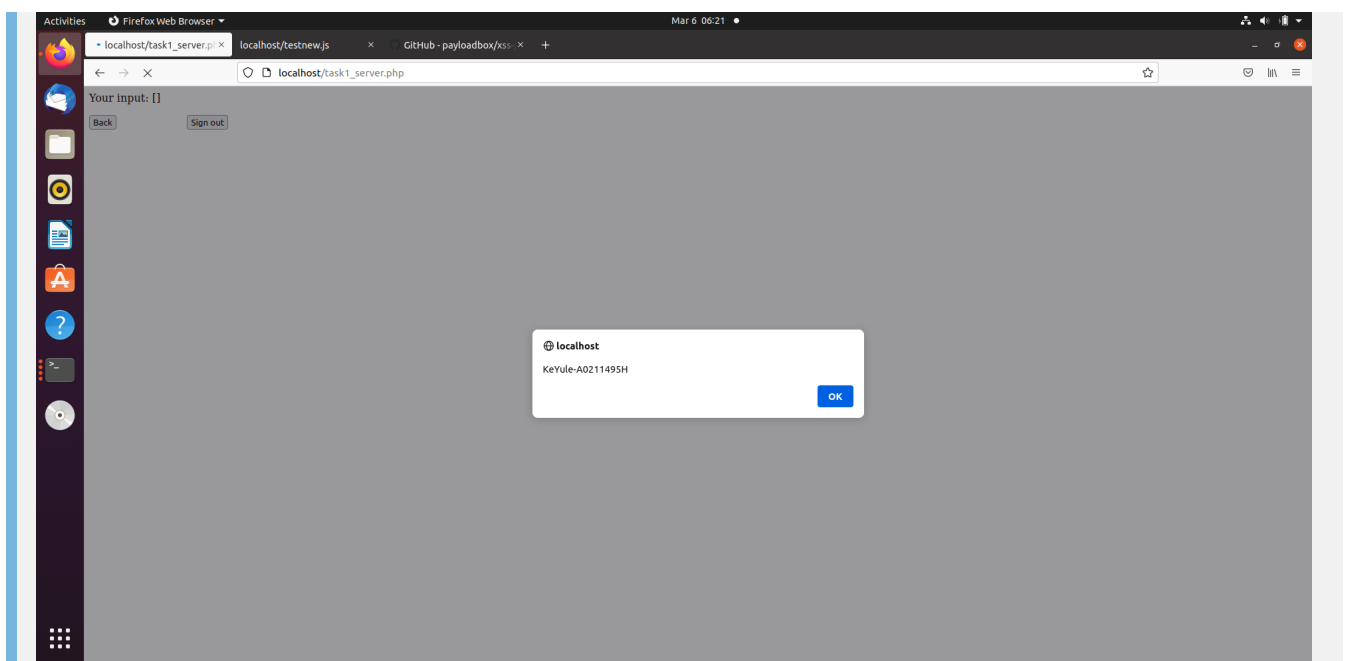 Activities Firefox Web Browser Mar 6 06:21
localhost/task1_server.ph localhost/testnew.js GitHub - payloadbox/xss-
localhost/task1_server.php
Your input: []
Back Sign out
localhost
KeYule-A0211495H
OK